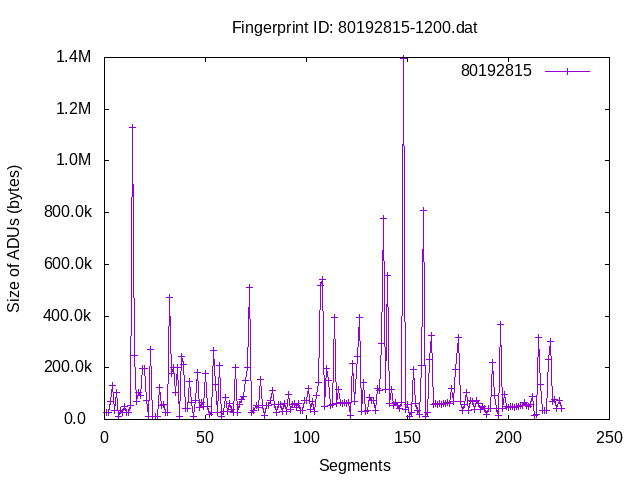 Fingerprint ID: 80192815-1200.dat
1.4M
80192815
1.2M
1.0M
800.0k
600.0k
400.0k
200.0k
0.0
Size of ADUs (bytes)
0 50 100 150 200 250
Segments